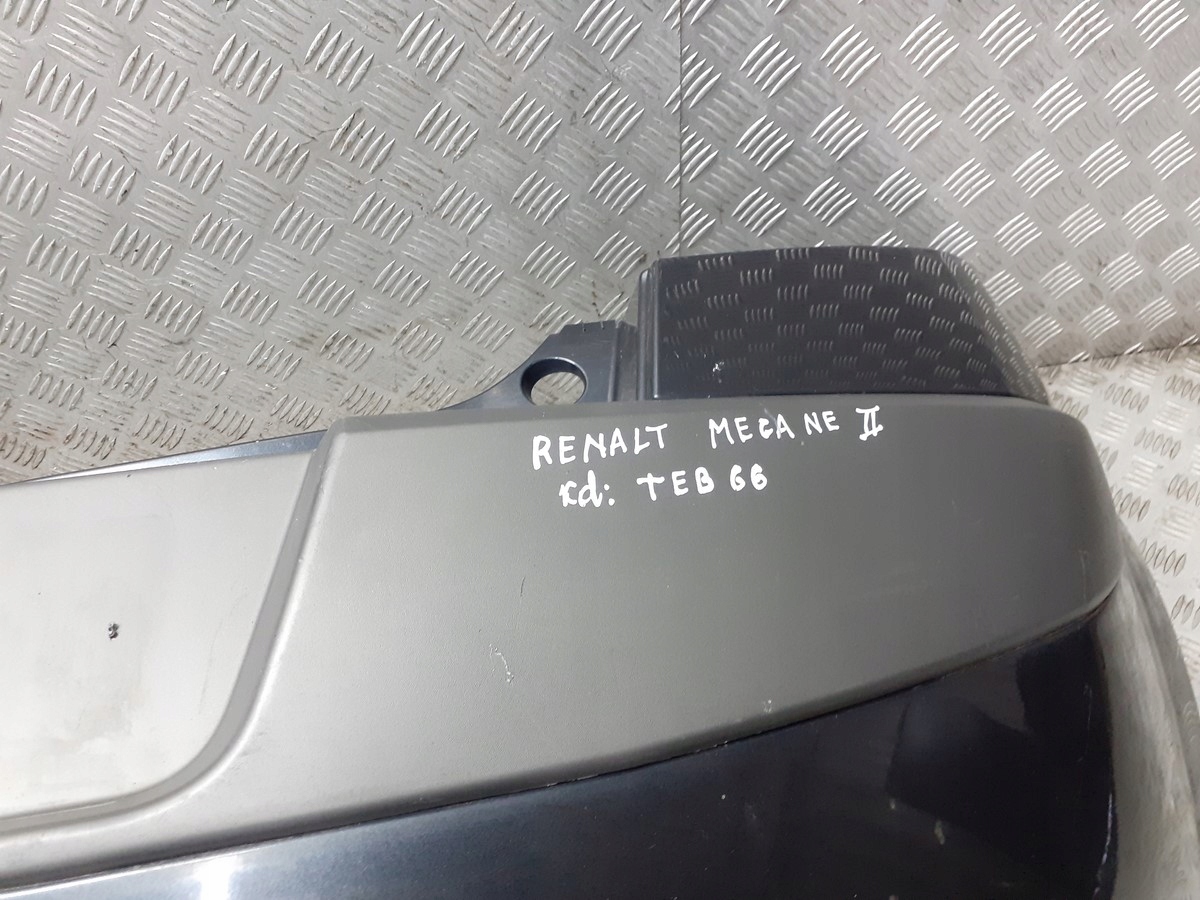 RENALT MEGANE II
kd: TEB 66